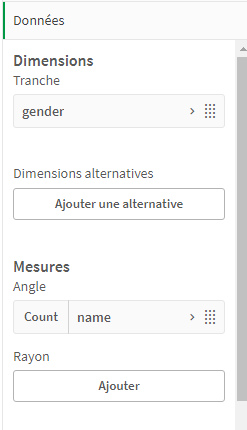 Données
Dimensions
Tranche
gender
Dimensions alternatives
Ajouter une alternative
Mesures
Angle
Count name
Rayon
Ajouter